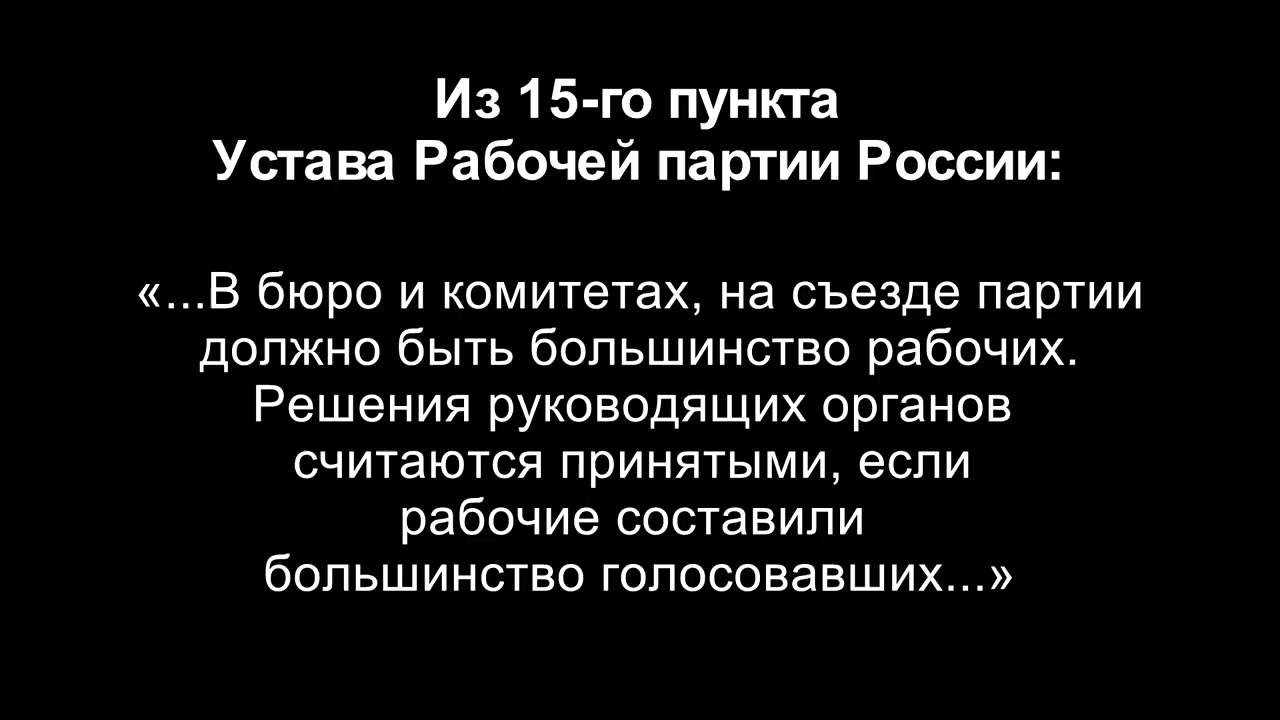 Из 15-го пункта
Устава Рабочей партии России:
«...В бюро и комитетах, на съезде партии
должно быть большинство рабочих.
Решения руководящих органов
считаются принятыми, если
рабочие составили
большинство голосовавших...»